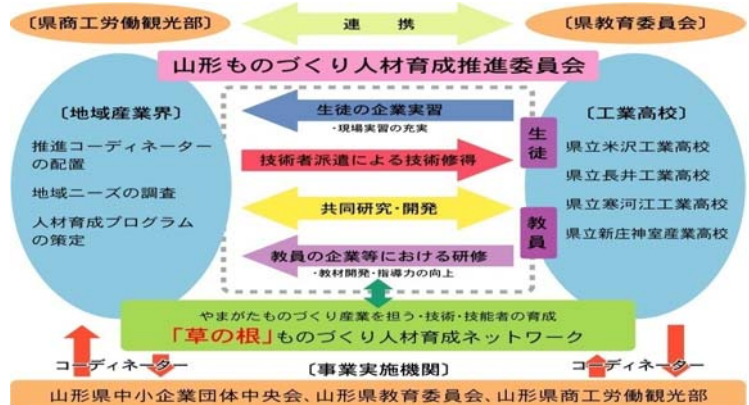 〔県商工労働観光部〕
連 携
〔県教育委員会〕
山形ものづくり人材育成推進委員会
〔地域産業界〕
推進コーディネーター
の配置
地域ニーズの調査
人材育成プログラム
の策定
生徒の企業実習
・現場実習の充実
技術者派遣による技術修得
共同研究・開発
教員の企業等における研修
・教材開発・指導力の向上
生徒
教員
〔工業高校〕
県立米沢工業高校
県立長井工業高校
県立寒河江工業高校
県立新庄神室産業高校
やまがたものづくり産業を担う・技術・技能者の育成
「草の根」ものづくり人材育成ネットワーク
コーディネーター
〔事業実施機関〕
コーディネーター
山形県中小企業団体中央会、山形県教育委員会、山形県商工労働観光部